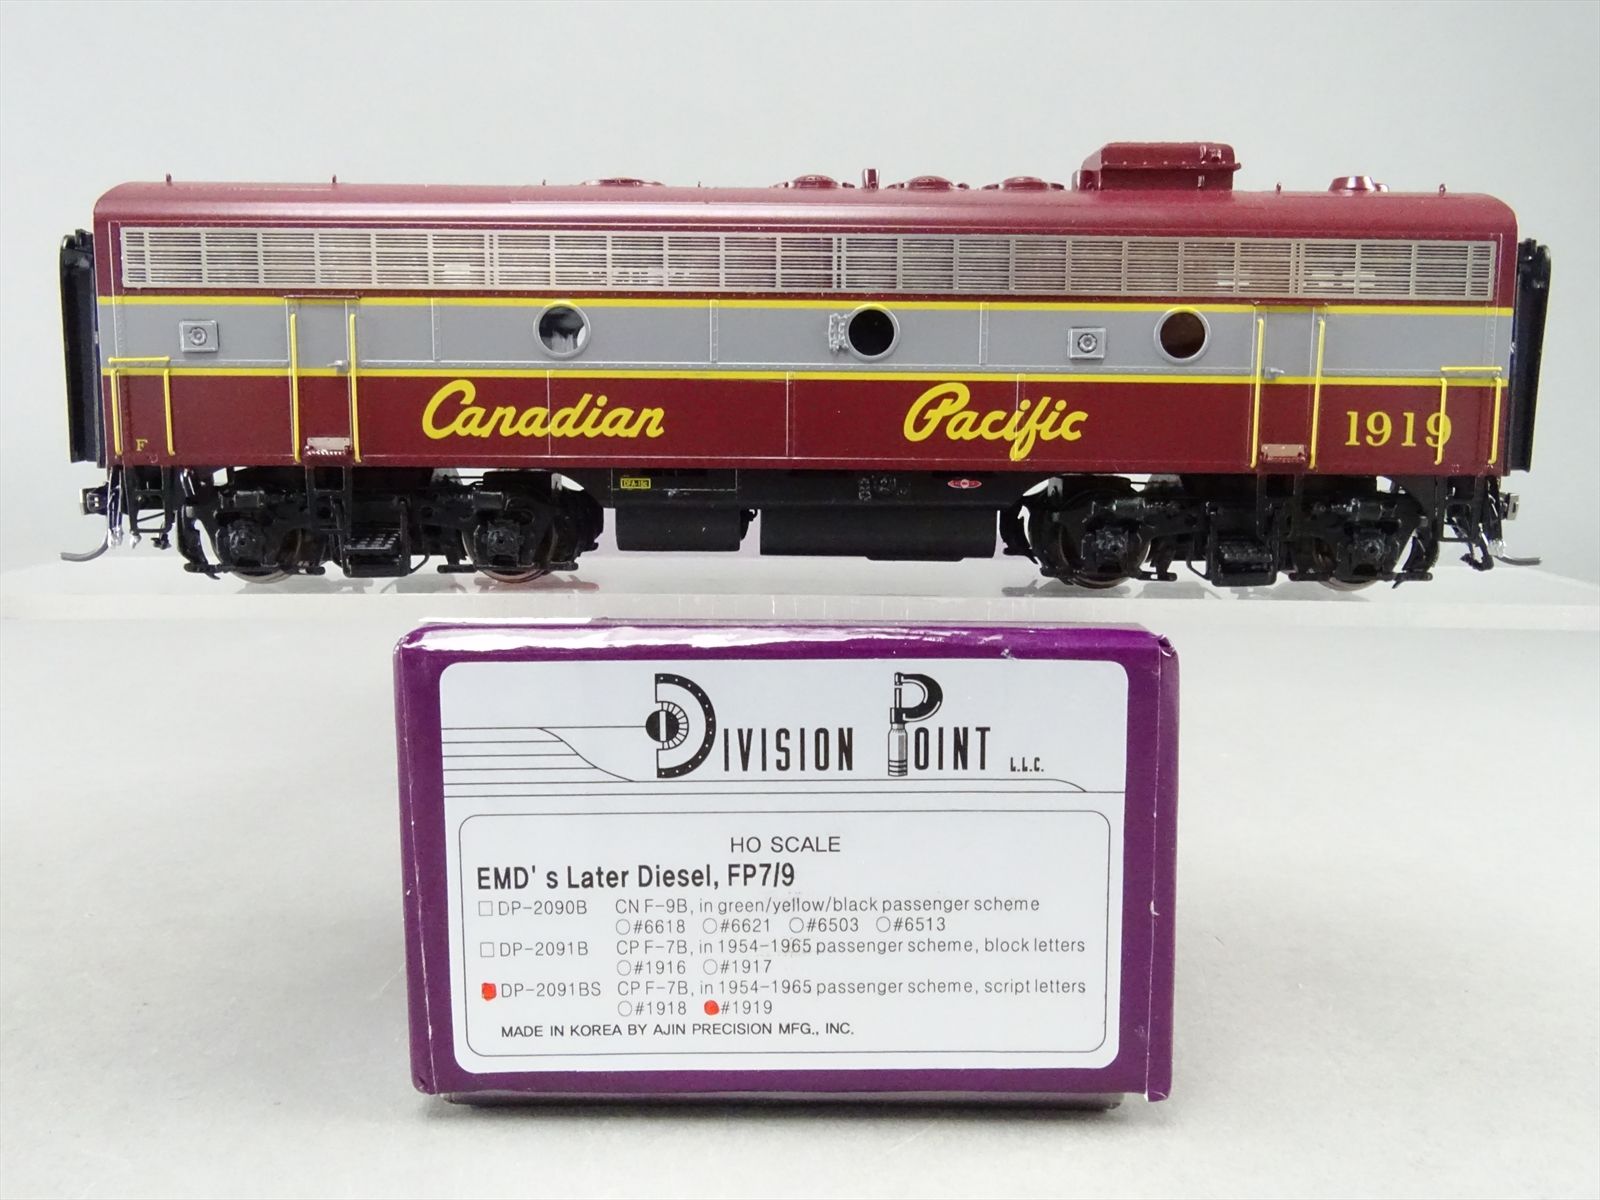 Canadian Pacific 1919
F
DIVISION POINT L.L.C.
HO SCALE
EMD' s Later Diesel, FP7/9
DP-2090B CN F-9B, in green/yellow/black passenger scheme
#6618 #6621 #6503 #6513
DP-2091B CP F-7B, in 1954-1965 passenger scheme, block letters
#1916 #1917
DP-2091BS CP F-7B, in 1954-1965 passenger scheme, script letters
#1918 #1919
MADE IN KOREA BY AJIN PRECISION MFG., INC.